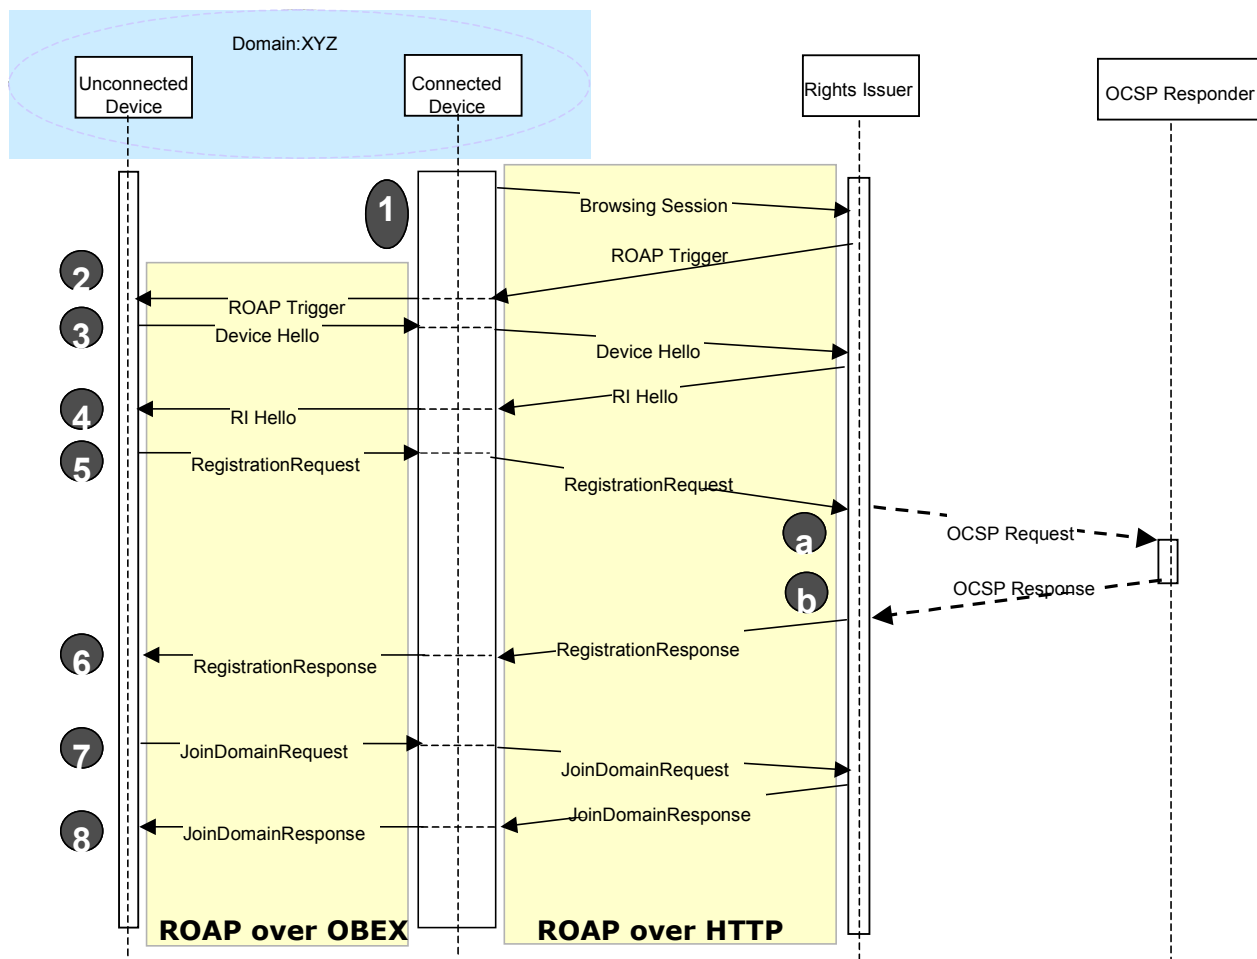 Domain:XYZ
Unconnected
Device
Connected
Device
Rights Issuer
OCSP Responder
1
Browsing Session
ROAP Trigger
2
ROAP Trigger
3
Device Hello
Device Hello
RI Hello
4
RI Hello
5
RegistrationRequest
RegistrationRequest
a
OCSP Request
b
OCSP Response
6
RegistrationResponse
RegistrationResponse
7
JoinDomainRequest
JoinDomainRequest
JoinDomainResponse
8
JoinDomainResponse
ROAP over OBEX
ROAP over HTTP